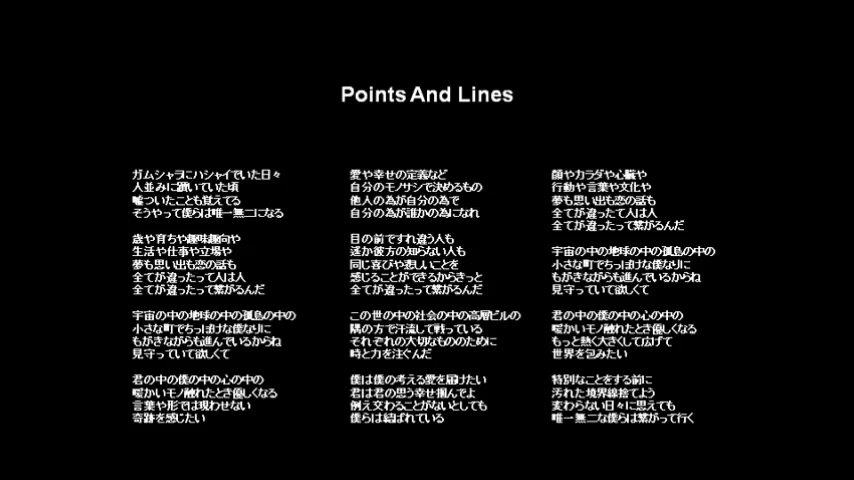 Points And Lines
ガムシャラにハシャイでいた日々
人並みに躓いていた頃
嘘ついたことも覚えてる
そうやって僕らは唯一無二になる
歳や育ちや趣味趣向や
生活や仕事や立場や
夢も思い出も恋の話も
全てが違ったて人は人
全てが違ったって繋がるんだ
宇宙の中の地球の中の孤島の中の
小さな町でちっぽけな僕なりに
もがきながらも進んでいるからね
見守っていて欲しくて
君の中の僕の中の心の中の
暖かいモノ触れたとき優しくなる
言葉や形では現わせない
奇跡を感じたい
愛や幸せの定義など
自分のモノサシで決めるもの
他人の為が自分の為で
自分の為が誰かの為になれ
目の前ですれ違う人も
遥か彼方の知らない人も
同じ喜びや悲しいことを
感じることができるからきっと
全てが違ったって繋がるんだ
この世の中の社会の中の高層ビルの
隅の方で汗流して戦っている
それぞれの大切なもののために
時と力を注ぐんだ
僕は僕の考える愛を届けたい
君は君の思う幸せ掴んでよ
例え交わることがないとしても
僕らは結ばれている
顔やカラダや心臓や
行動や言葉や文化や
夢も思い出も恋の話も
全てが違ったて人は人
全てが違ったって繋がるんだ
宇宙の中の地球の中の孤島の中の
小さな町でちっぽけな僕なりに
もがきながらも進んでいるからね
見守っていて欲しくて
君の中の僕の中の心の中の
暖かいモノ触れたとき優しくなる
もっと熱く大きくして広げて
世界を包みたい
特別なことをする前に
汚れた境界線捨てよう
変わらない日々に思えても
唯一無二な僕らは繋がって行く